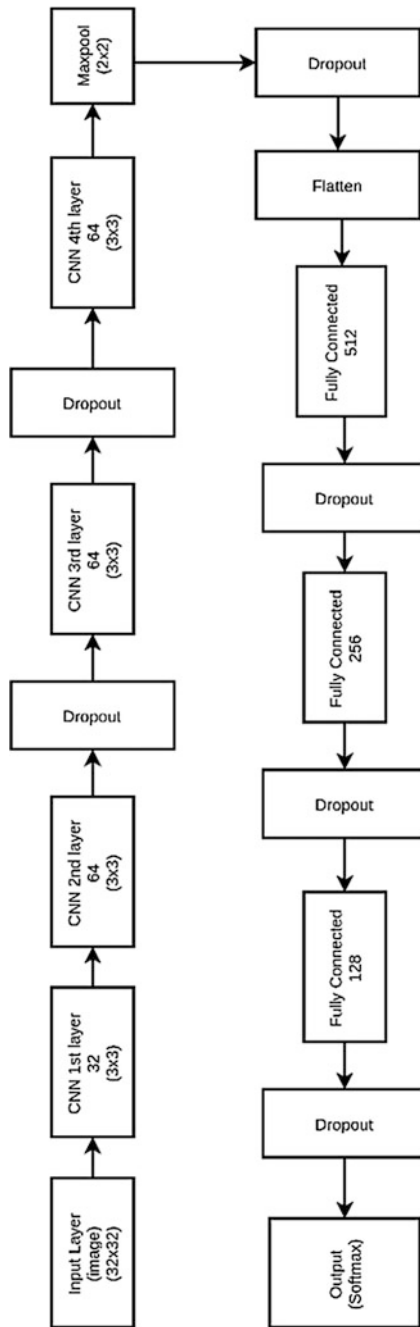 Input Layer
(image)
(32x32)
CNN 1st layer
32
(3x3)
CNN 2nd layer
64
(3x3)
Dropout
CNN 3rd layer
64
(3x3)
Dropout
CNN 4th layer
64
(3x3)
Maxpool
(2x2)
Dropout
Flatten
Fully Connected
512
Dropout
Fully Connected
256
Dropout
Fully Connected
128
Dropout
Output
(Softmax)